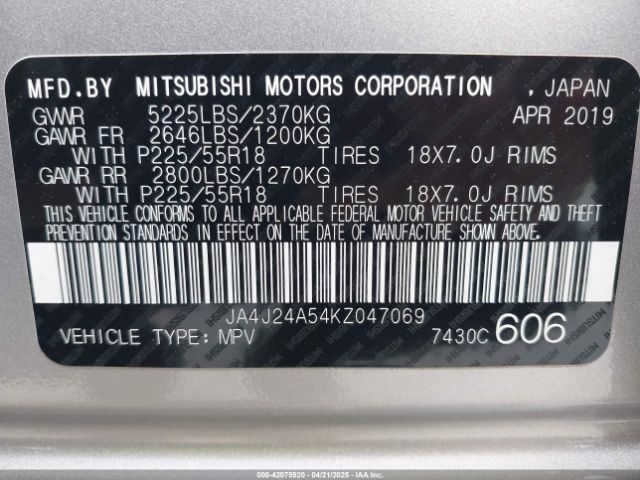 MFD.BY MITSUBISHI MOTORS CORPORATION , JAPAN
GVWR 5225LBS/2370KG APR 2019
GAWR FR 2646LBS/1200KG
WITH P225/55R18 TIRES 18X7.0J RIMS
GAWR RR 2800LBS/1270KG
WITH P225/55R18 TIRES 18X7.0J RIMS
THIS VEHICLE CONFORMS TO ALL APPLICABLE FEDERAL MOTOR VEHICLE SAFETY AND THEFT
PREVENTION STANDARDS IN EFFECT ON THE DATE OF MANUFACTURE SHOWN ABOVE.
JA4J24A54KZ047069
VEHICLE TYPE: MPV 7430C 606
000-42075920 - 04/21/2025 - IAAI.com